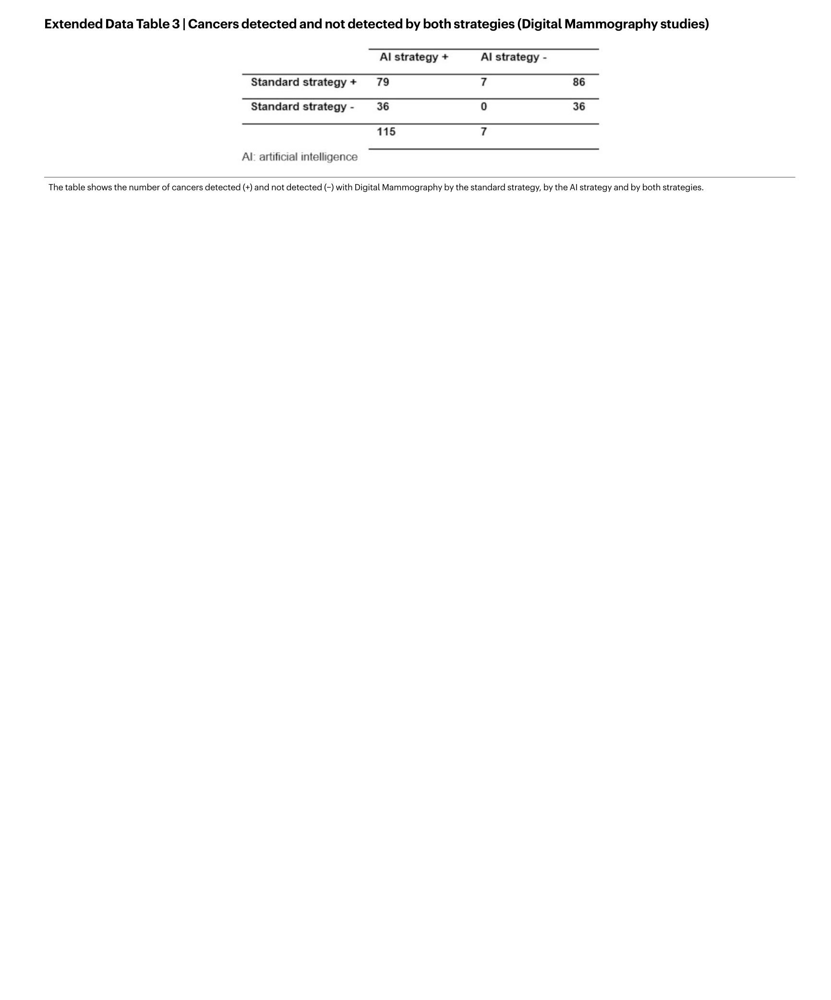 Extended Data Table 3 | Cancers detected and not detected by both strategies (Digital Mammography studies)
AI strategy + AI strategy -
Standard strategy + 79 7 86
Standard strategy - 36 0 36
115 7
AI: artificial intelligence
The table shows the number of cancers detected (+) and not detected (−) with Digital Mammography by the standard strategy, by the AI strategy and by both strategies.